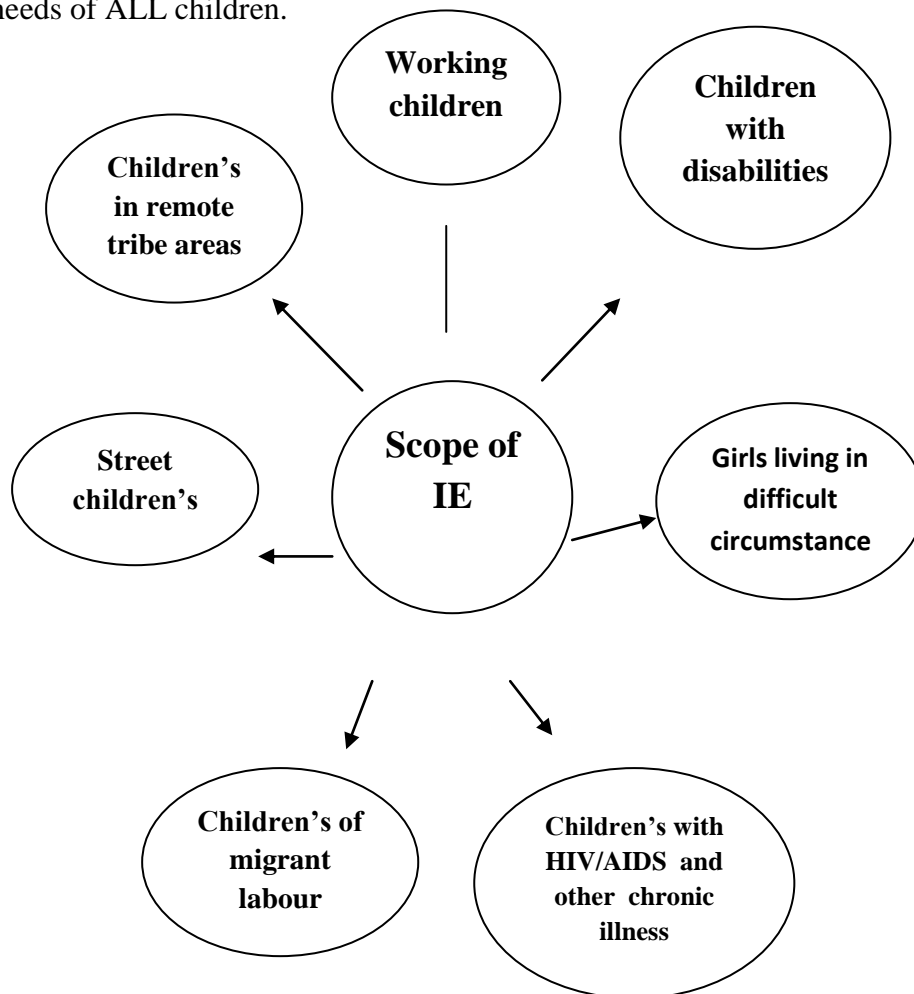 needs of ALL children.
Working
children
Children
with
disabilities
Children's
in remote
tribe areas
Scope of
IE
Street
children's
Girls living in
difficult
circumstance
Children's of
migrant
labour
Children's with
HIV/AIDS and
other chronic
illness